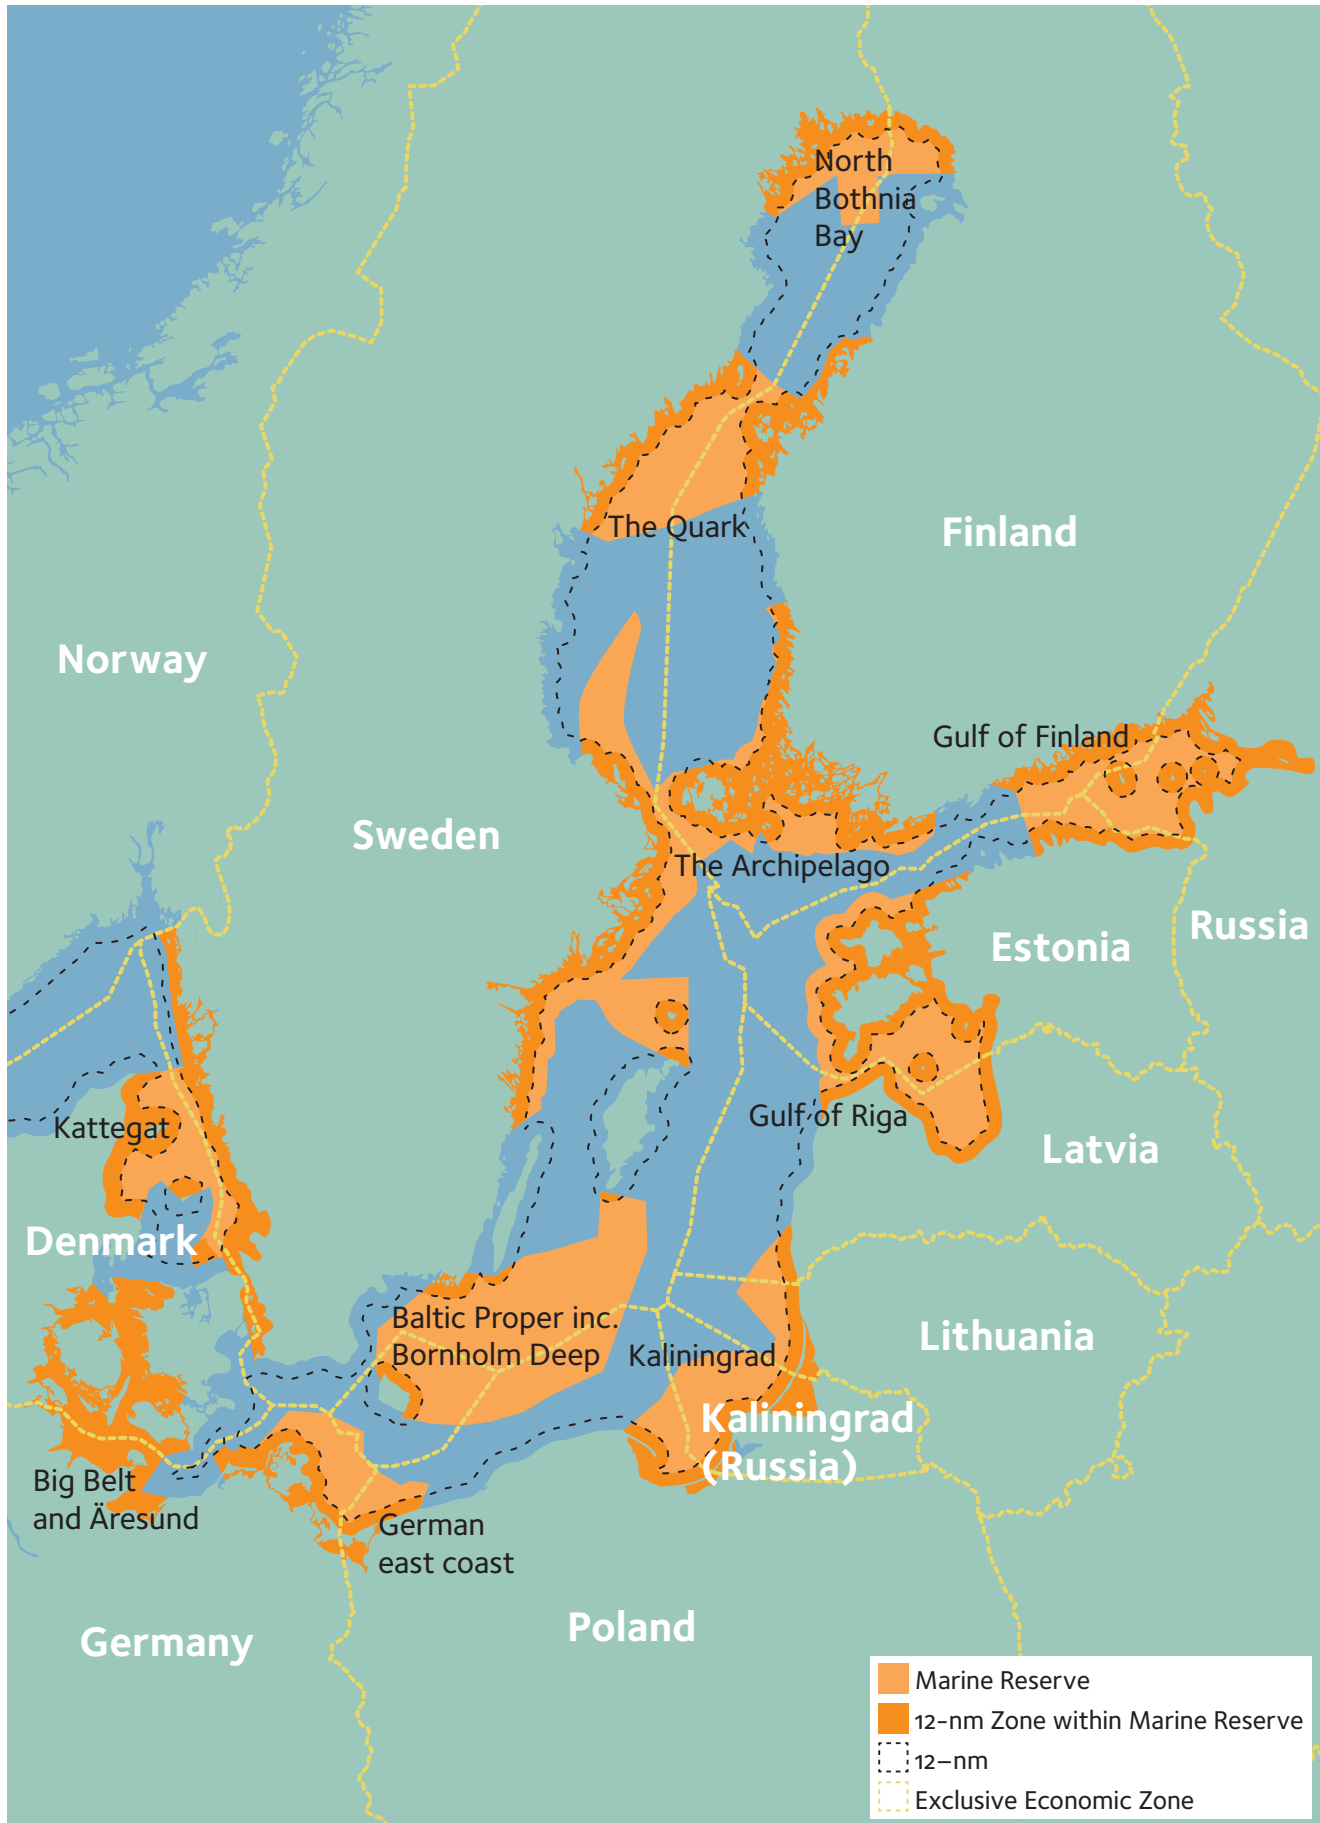 North
Bothnia
Bay
The Quark
Finland
Norway
Gulf of Finland
Sweden
The Archipelago
Russia
Estonia
Kattegat
Gulf of Riga
Latvia
Denmark
Baltic Proper inc.
Bornholm Deep
Kaliningrad
Lithuania
Kaliningrad
(Russia)
Big Belt
and Äresund
German
east coast
Germany
Poland
Marine Reserve
12-nm Zone within Marine Reserve
12–nm
Exclusive Economic Zone